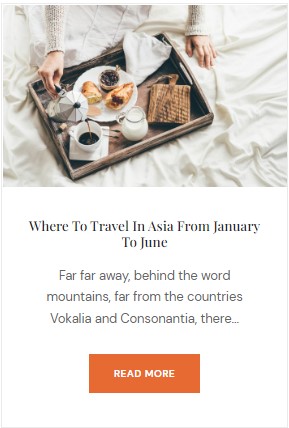 Where To Travel In Asia From January
To June
Far far away, behind the word
mountains, far from the countries
Vokalia and Consonantia, there...
READ MORE